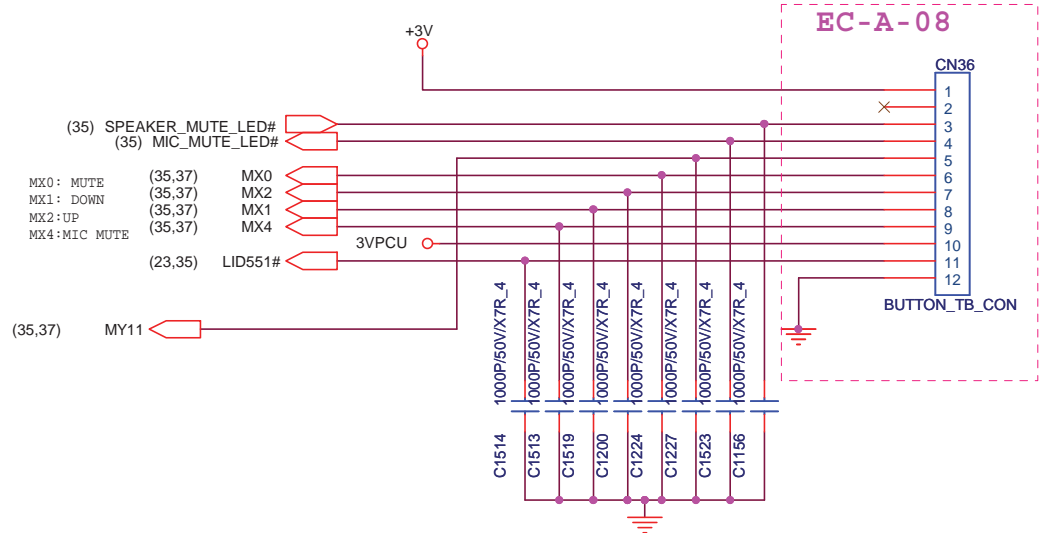 EC-A-08
+3V
CN36
1
2
(35) SPEAKER_MUTE_LED#
3
(35) MIC_MUTE_LED#
4
5
MX0: MUTE
(35,37) MX0
6
MX1: DOWN
(35,37) MX2
7
MX2:UP
(35,37) MX1
8
MX4:MIC MUTE
(35,37) MX4
9
3VPCU
10
(23,35) LID551#
11
12
BUTTON_TB_CON
(35,37) MY11
1000P/50V/X7R_4
1000P/50V/X7R_4
1000P/50V/X7R_4
1000P/50V/X7R_4
1000P/50V/X7R_4
1000P/50V/X7R_4
1000P/50V/X7R_4
1000P/50V/X7R_4
C1514
C1513
C1519
C1200
C1224
C1227
C1523
C1156